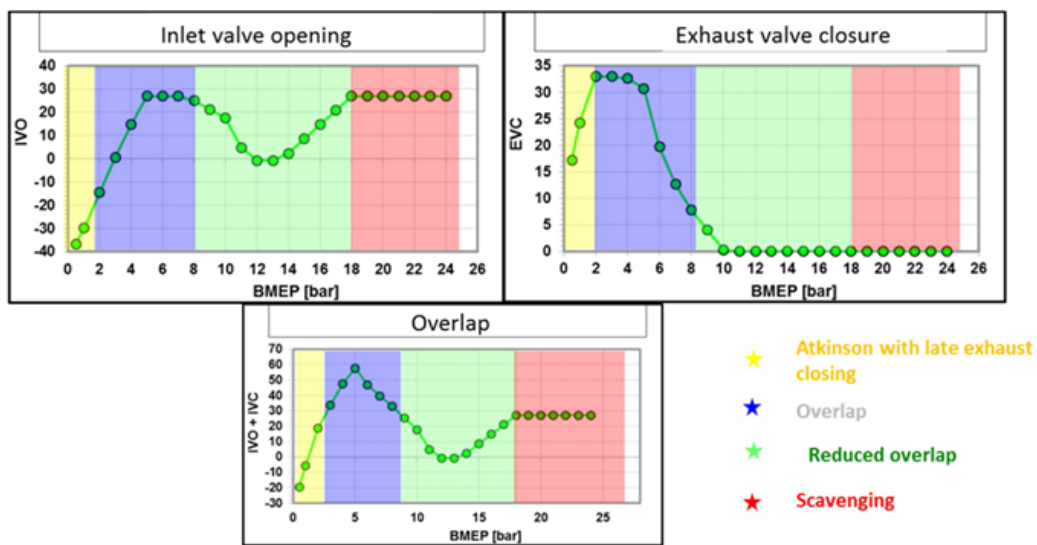 Inlet valve opening
IVO
40
30
20
10
0
-10
-20
-30
-40
0 2 4 6 8 10 12 14 16 18 20 22 24 26
BMEP [bar]
Exhaust valve closure
EVC
35
30
25
20
15
10
5
0
0 2 4 6 8 10 12 14 16 18 20 22 24 26
BMEP [bar]
Overlap
IVO + IVC
70
60
50
40
30
20
10
0
-10
-20
-30
0 5 10 15 20 25
BMEP [bar]
Atkinson with late exhaust
closing
Overlap
Reduced overlap
Scavenging